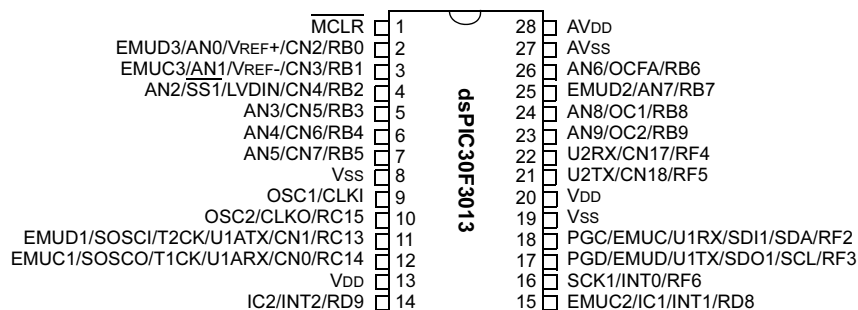 MCLR 1 28 AVDD
EMUD3/AN0/VREF+/CN2/RB0 2 27 AVSS
EMUC3/AN1/VREF-/CN3/RB1 3 26 AN6/OCFA/RB6
AN2/SS1/LVDIN/CN4/RB2 4 25 EMUD2/AN7/RB7
AN3/CN5/RB3 5 24 AN8/OC1/RB8
AN4/CN6/RB4 6 23 AN9/OC2/RB9
AN5/CN7/RB5 7 22 U2RX/CN17/RF4
VSS 8 21 U2TX/CN18/RF5
OSC1/CLKI 9 20 VDD
OSC2/CLKO/RC15 10 19 VSS
EMUD1/SOSCI/T2CK/U1ATX/CN1/RC13 11 18 PGC/EMUC/U1RX/SDI1/SDA/RF2
EMUC1/SOSCO/T1CK/U1ARX/CN0/RC14 12 17 PGD/EMUD/U1TX/SDO1/SCL/RF3
VDD 13 16 SCK1/INT0/RF6
IC2/INT2/RD9 14 15 EMUC2/IC1/INT1/RD8
dsPIC30F3013